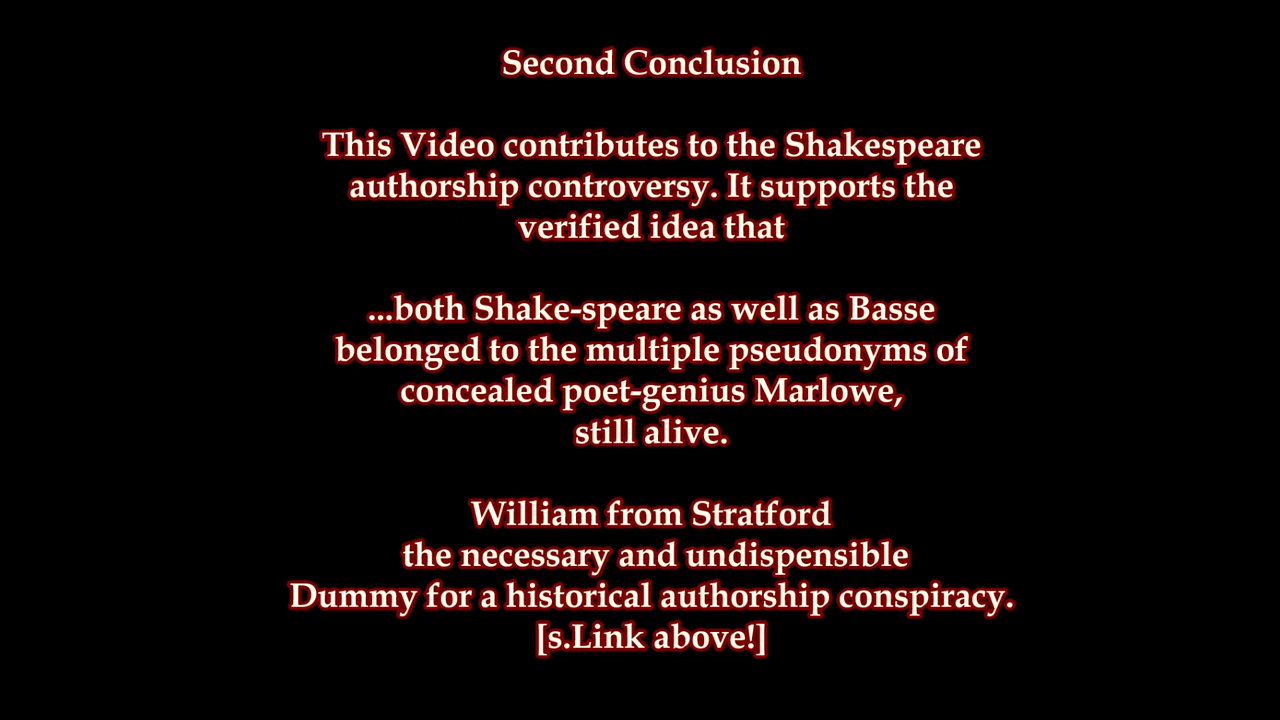 Second Conclusion
This Video contributes to the Shakespeare
authorship controversy. It supports the
verified idea that
...both Shake-speare as well as Basse
belonged to the multiple pseudonyms of
concealed poet-genius Marlowe,
still alive.
William from Stratford
the necessary and undispensible
Dummy for a historical authorship conspiracy.
[s.Link above!]